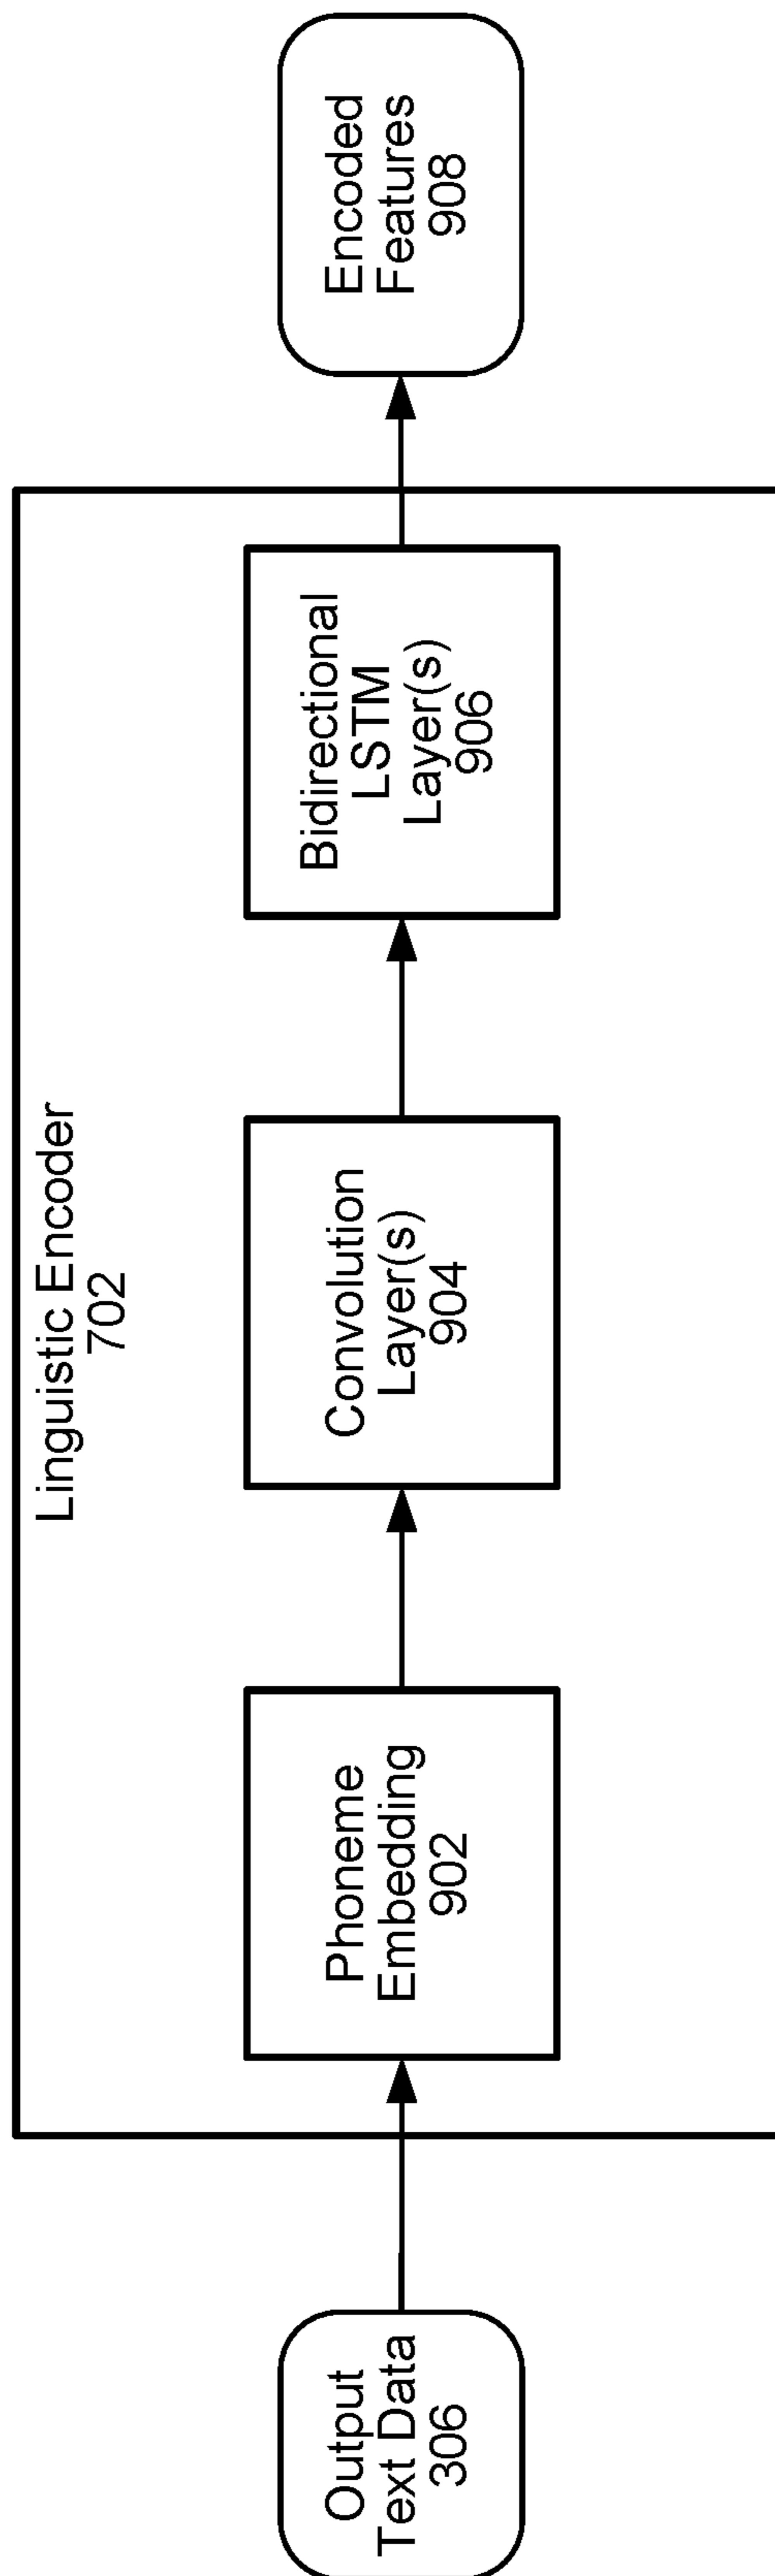 Linguistic Encoder
702
Output
Text Data
306
Phoneme
Embedding
902
Convolution
Layer(s)
904
Bidirectional
LSTM
Layer(s)
906
Encoded
Features
908